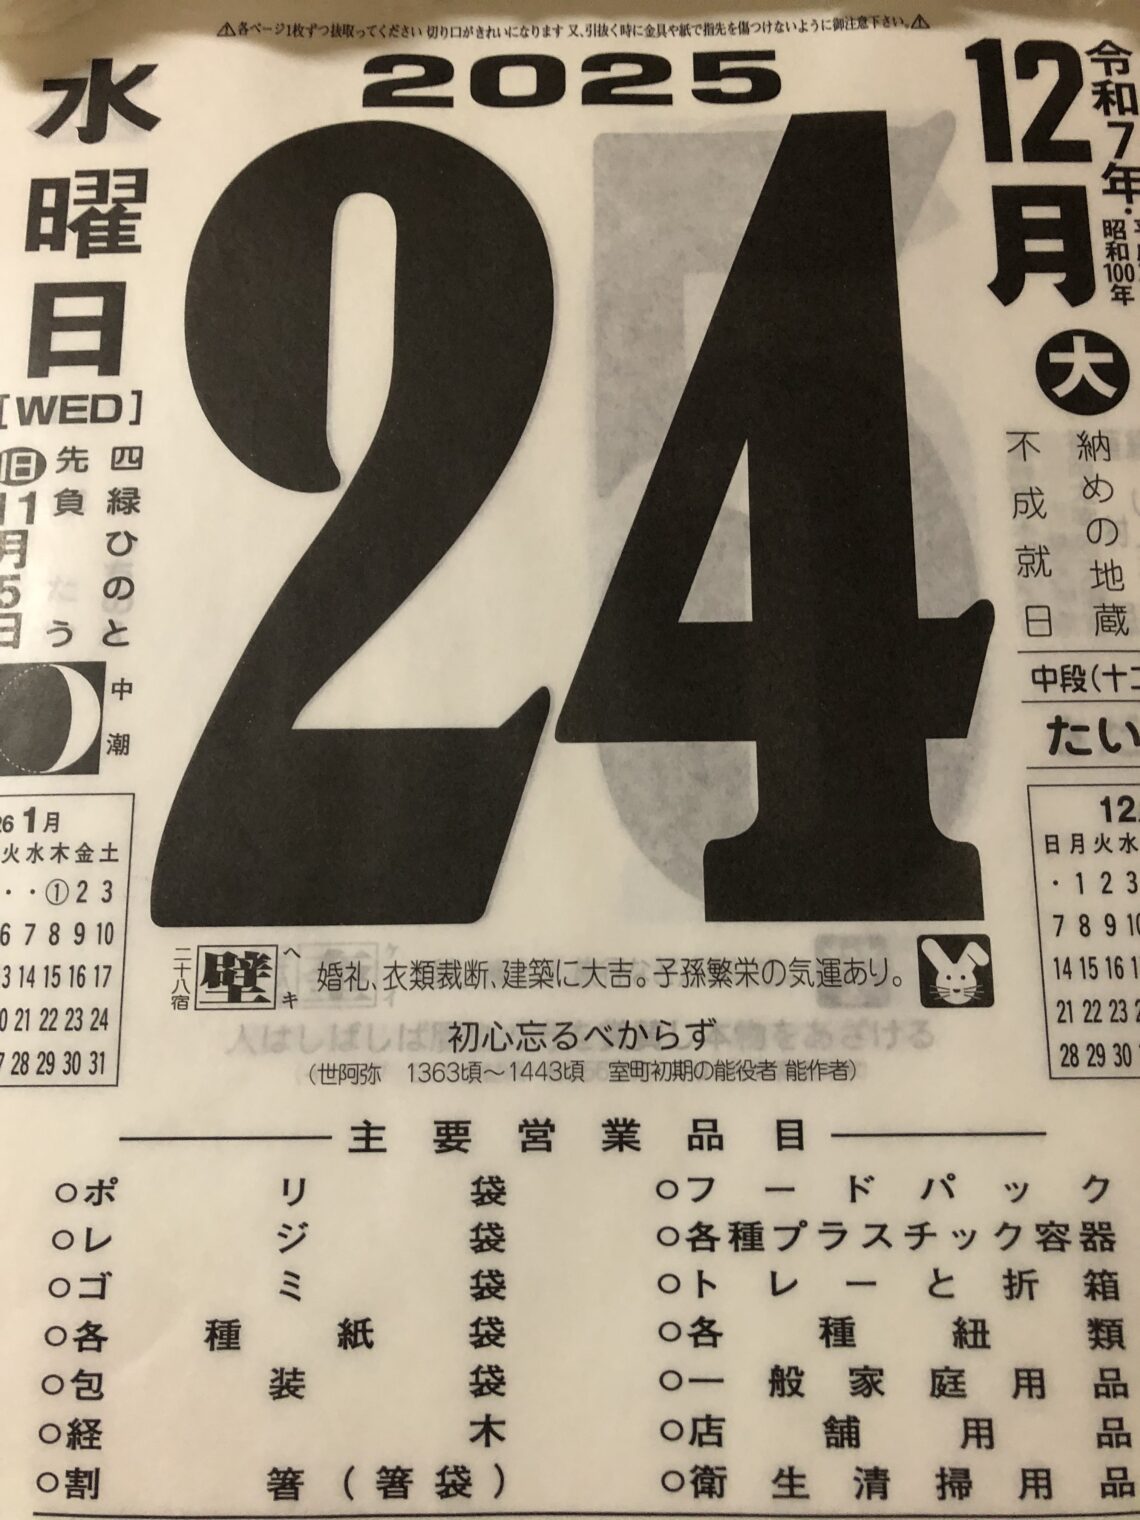 ⚠各ページ1枚ずつ抜取ってください 切り口がきれいになります 又、引抜く時に金具や紙で指先を傷つけないように御注意下さい。⚠
2025
12月
令和7年・
昭和100年
大
納めの地蔵
不成就日
中段(十
たい
24
水曜日
[WED]
四緑ひのと
先負 う
旧11月5日
中潮
26 1月
火 水 木 金 土
・ ・ ① 2 3
6 7 8 9 10
13 14 15 16 17
20 21 22 23 24
27 28 29 30 31
12
日 月 火 水
・ 1 2 3
7 8 9 10
14 15 16 1
21 22 23 2
28 29 30
二十八宿 壁 ヘキ
婚礼、衣類裁断、建築に大吉。子孫繁栄の気運あり。
初心忘るべからず
(世阿弥 1363頃〜1443頃 室町初期の能役者 能作者)
主要営業品目
○ポリ袋
○レジ袋
○ゴミ袋
○各種紙袋
○包装袋
○経木
○割箸(箸袋)
○フードパック
○各種プラスチック容器
○トレーと折箱
○各種紐類
○一般家庭用品
○店舗用品
○衛生清掃用品